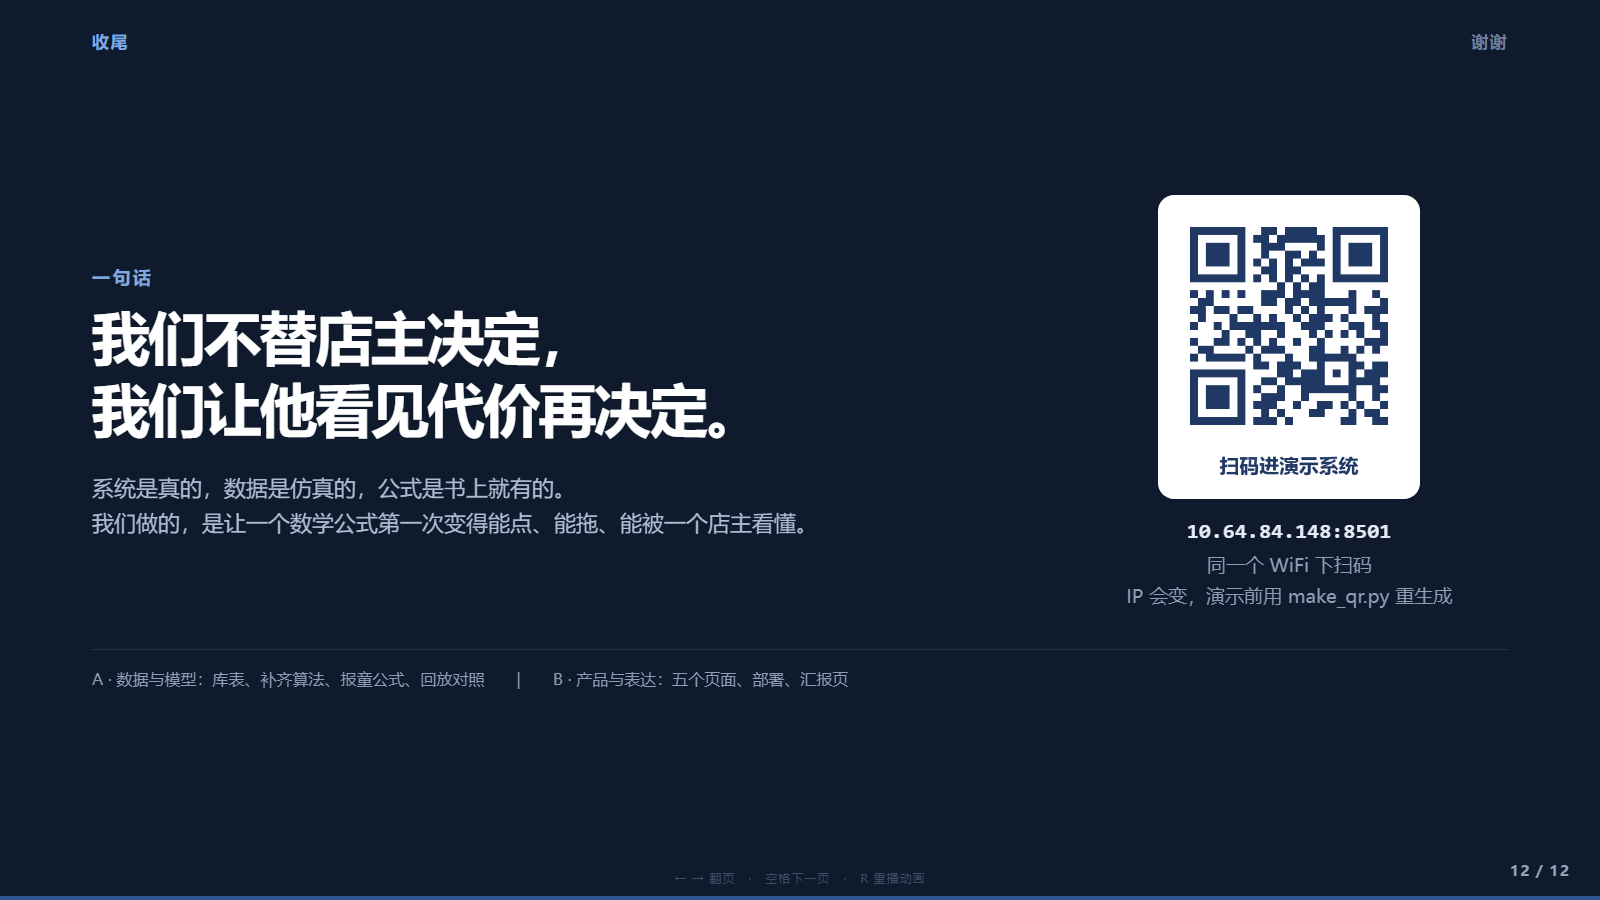 收尾
谢谢
一句话
我们不替店主决定，
我们让他看见代价再决定。
系统是真的，数据是仿真的，公式是书上就有的。
我们做的，是让一个数学公式第一次变得能点、能拖、能被一个店主看懂。
扫码进演示系统
10.64.84.148:8501
同一个 WiFi 下扫码
IP 会变，演示前用 make_qr.py 重生成
A · 数据与模型：库表、补齐算法、报童公式、回放对照 | B · 产品与表达：五个页面、部署、汇报页
← → 翻页 · 空格下一页 · R 重播动画
12 / 12